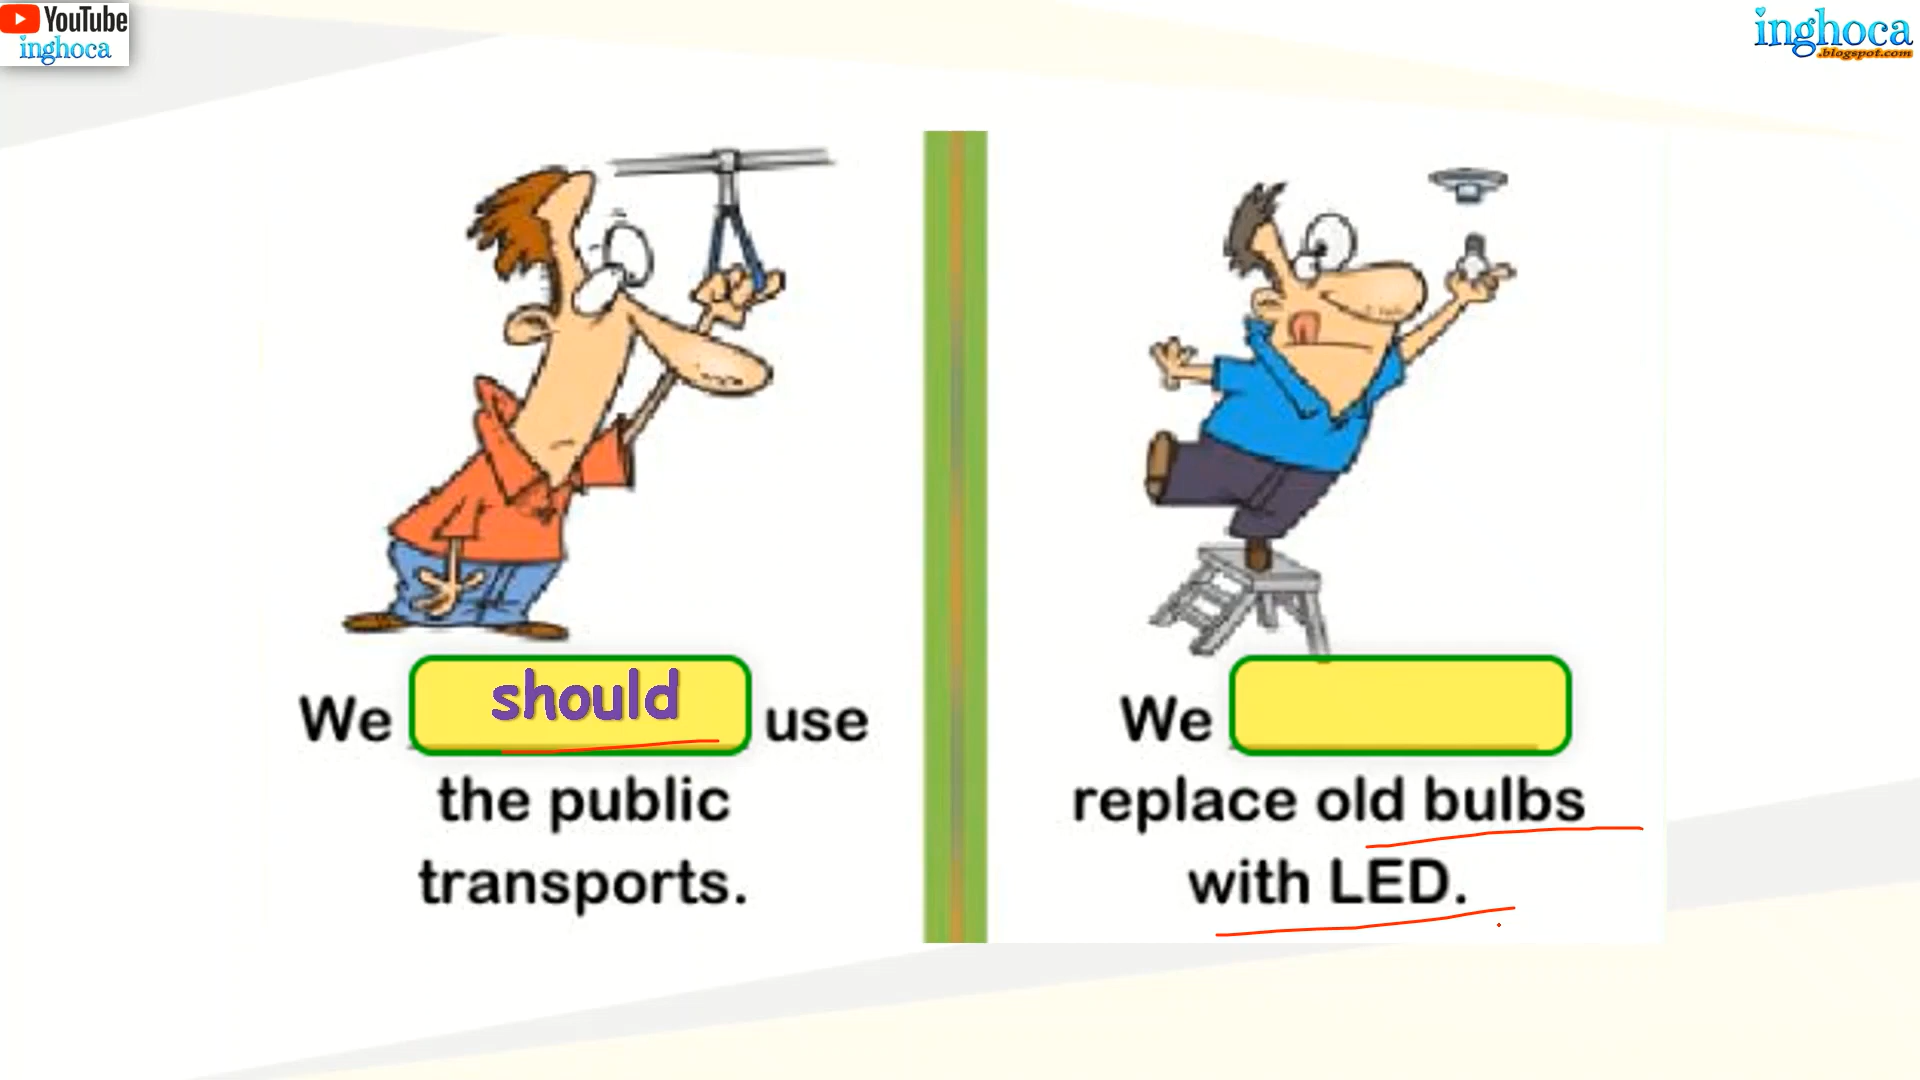 YouTube
inghoca
inghoca
.blogspot.com
We should use
the public
transports.
We
replace old bulbs
with LED.